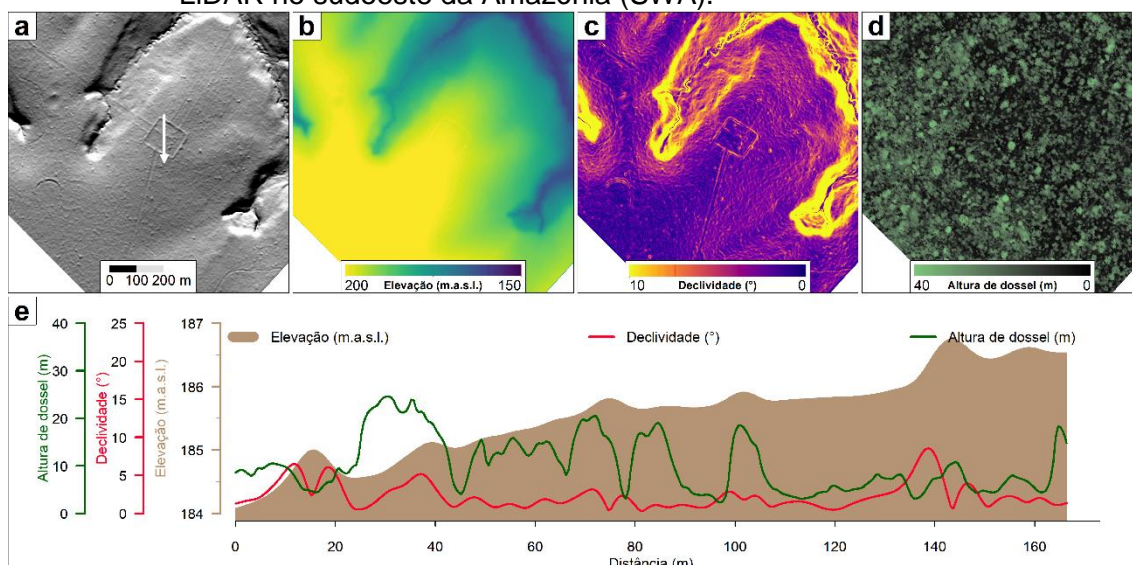 LiDAR no sudoeste da Amazônia (SWA).
a b c d
0 100 200 m
200 Elevação (m.a.s.l.) 150
10 Declividade (°) 0
40 Altura de dossel (m) 0
e
Elevação (m.a.s.l.) Declividade (°) Altura de dossel (m)
Altura de dossel (m)
40
30
20
10
0
Declividade (°)
25
20
15
10
5
0
Elevação (m.a.s.l.)
187
186
185
184
0 20 40 60 80 100 120 140 160
Distância (m)